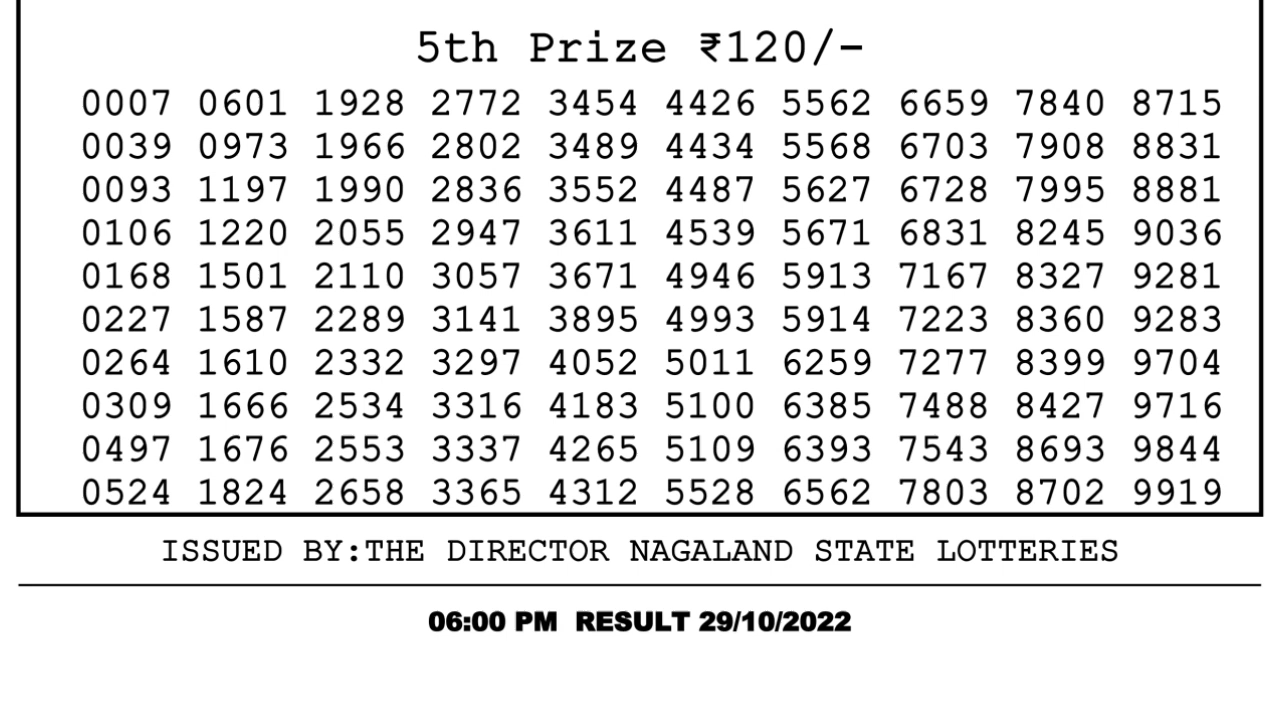 5th Prize ₹120/-
0007 0601 1928 2772 3454 4426 5562 6659 7840 8715
0039 0973 1966 2802 3489 4434 5568 6703 7908 8831
0093 1197 1990 2836 3552 4487 5627 6728 7995 8881
0106 1220 2055 2947 3611 4539 5671 6831 8245 9036
0168 1501 2110 3057 3671 4946 5913 7167 8327 9281
0227 1587 2289 3141 3895 4993 5914 7223 8360 9283
0264 1610 2332 3297 4052 5011 6259 7277 8399 9704
0309 1666 2534 3316 4183 5100 6385 7488 8427 9716
0497 1676 2553 3337 4265 5109 6393 7543 8693 9844
0524 1824 2658 3365 4312 5528 6562 7803 8702 9919
ISSUED BY:THE DIRECTOR NAGALAND STATE LOTTERIES
06:00 PM RESULT 29/10/2022